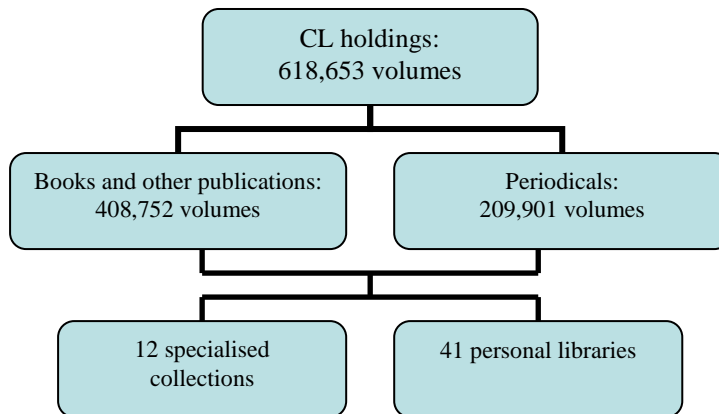 CL holdings:
618,653 volumes
Books and other publications:
408,752 volumes
Periodicals:
209,901 volumes
12 specialised
collections
41 personal libraries